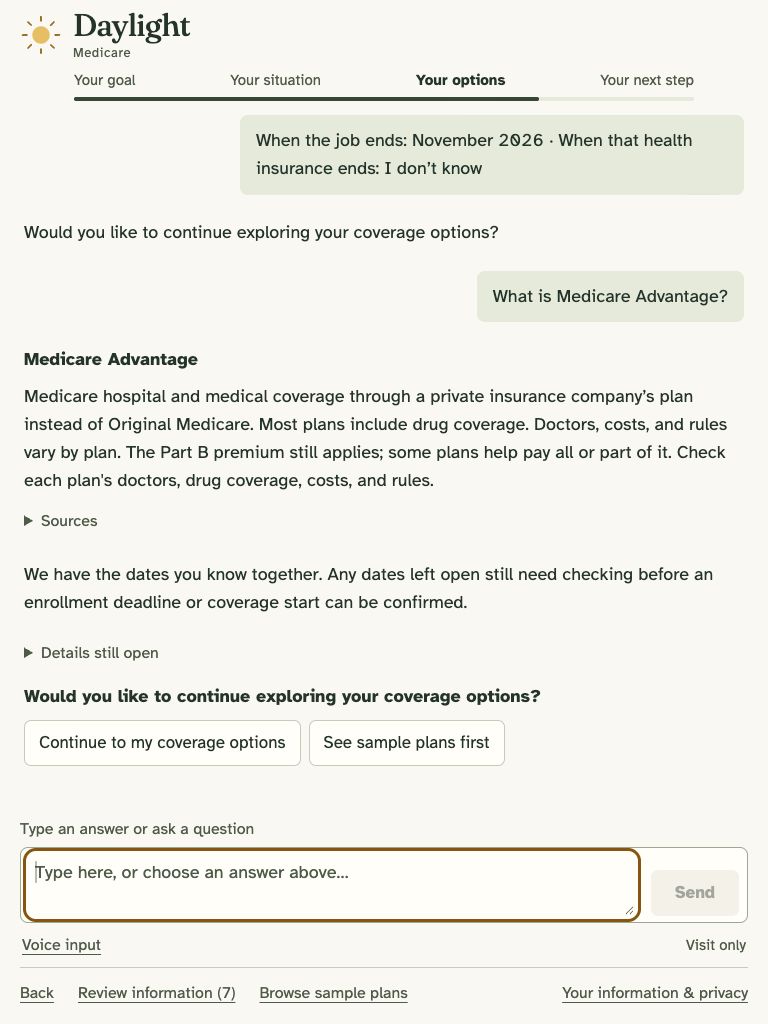 Daylight
Medicare
Your goal
Your situation
Your options
Your next step
When the job ends: November 2026 · When that health
insurance ends: I don’t know
Would you like to continue exploring your coverage options?
What is Medicare Advantage?
Medicare Advantage
Medicare hospital and medical coverage through a private insurance company’s plan
instead of Original Medicare. Most plans include drug coverage. Doctors, costs, and rules
vary by plan. The Part B premium still applies; some plans help pay all or part of it. Check
each plan's doctors, drug coverage, costs, and rules.
Sources
We have the dates you know together. Any dates left open still need checking before an
enrollment deadline or coverage start can be confirmed.
Details still open
Would you like to continue exploring your coverage options?
Continue to my coverage options
See sample plans first
Type an answer or ask a question
Type here, or choose an answer above...
Send
Voice input
Visit only
Back
Review information (7)
Browse sample plans
Your information & privacy